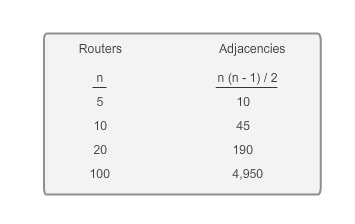 Routers Adjacencies
n n (n - 1) / 2
5 10
10 45
20 190
100 4,950